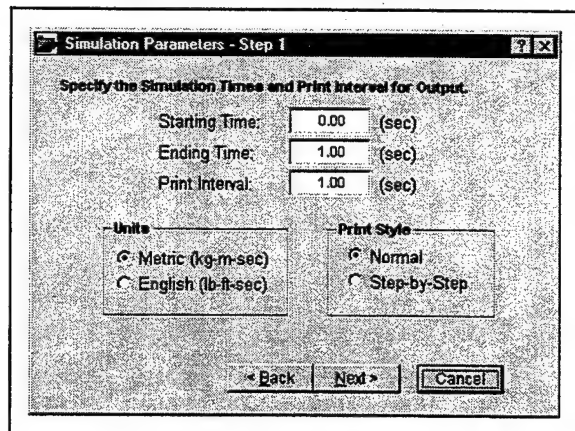 Simulation Parameters - Step 1
Specify the Simulation Times and Print Interval for Output.
Starting Time: 0.00 (sec)
Ending Time: 1.00 (sec)
Print Interval: 1.00 (sec)
Units
Metric (kg-m-sec)
English (lb-ft-sec)
Print Style
Normal
Step-by-Step
< Back Next > Cancel